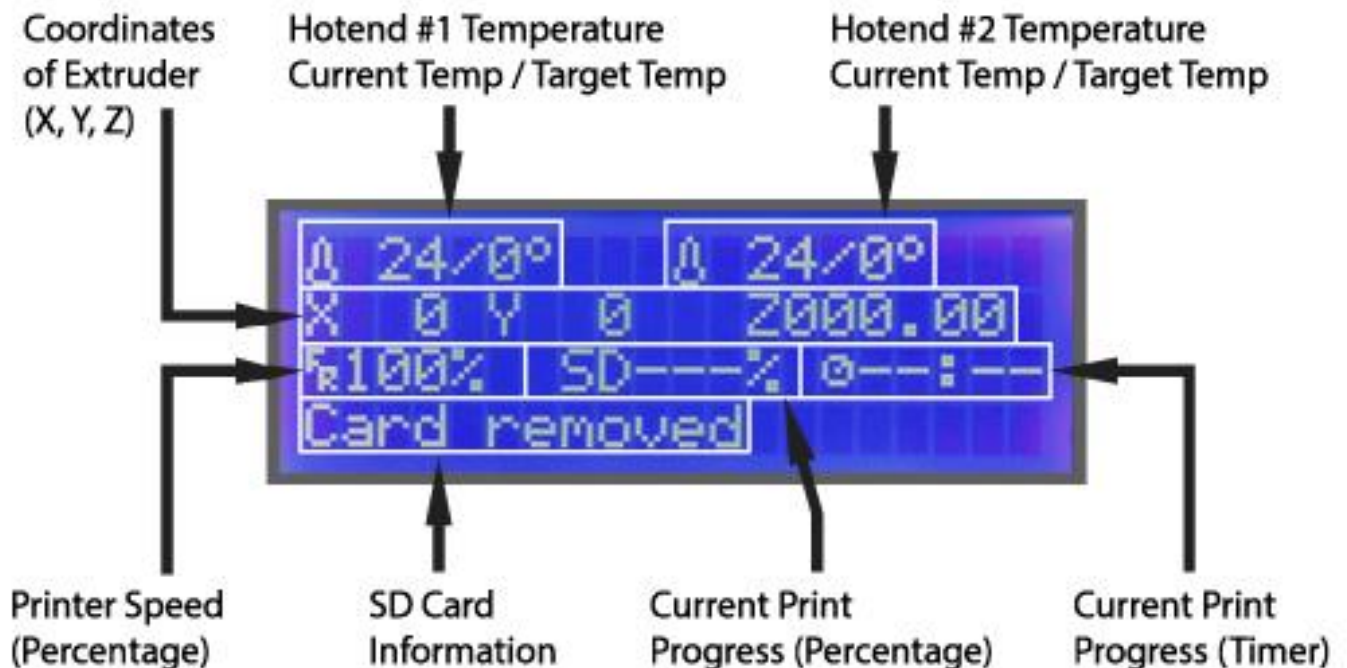 Coordinates
of Extruder
(X, Y, Z)
Hotend #1 Temperature
Current Temp / Target Temp
Hotend #2 Temperature
Current Temp / Target Temp
24/0° 24/0°
X 0 Y 0 Z000.00
FR100% SD---% --:--
Card removed
Printer Speed
(Percentage)
SD Card
Information
Current Print
Progress (Percentage)
Current Print
Progress (Timer)